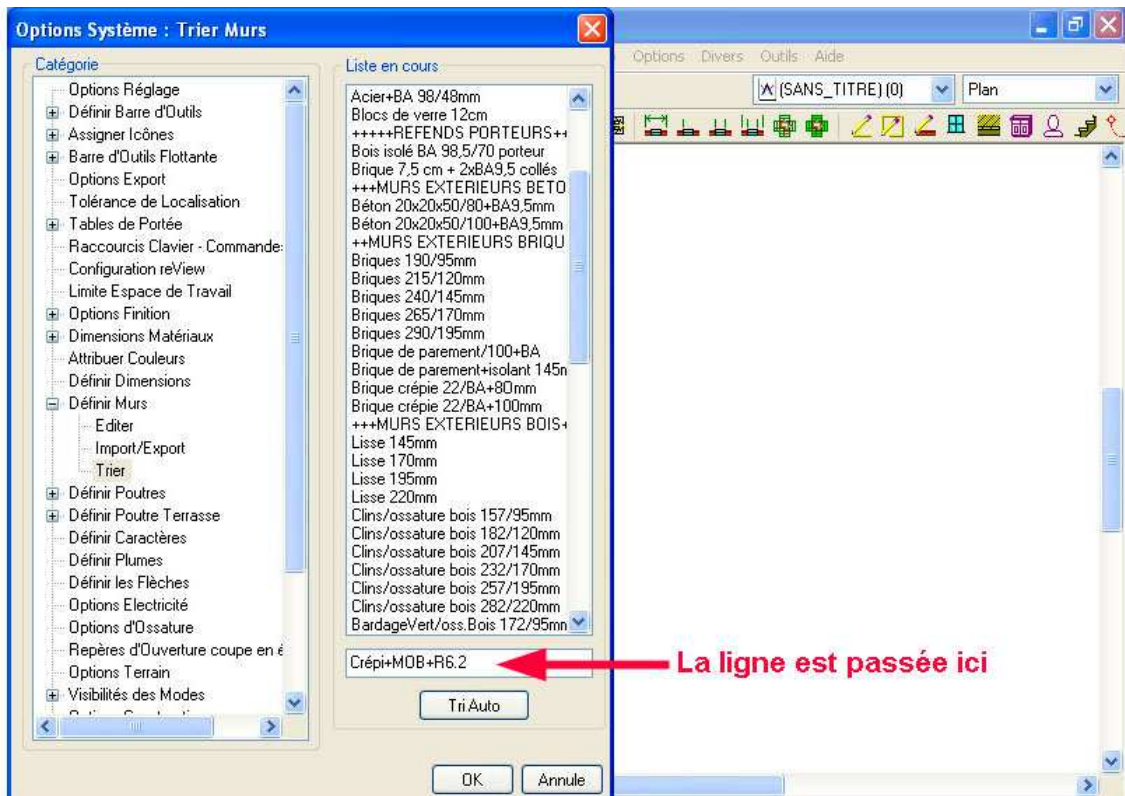 Options Système : Trier Murs
Catégorie
Options Réglage
Définir Barre d'Outils
Assigner Icônes
Barre d'Outils Flottante
Options Export
Tolérance de Localisation
Tables de Portée
Raccourcis Clavier - Commande:
Configuration reView
Limite Espace de Travail
Options Finition
Dimensions Matériaux
Attribuer Couleurs
Définir Dimensions
Définir Murs
Editer
Import/Export
Trier
Définir Poutres
Définir Poutre Terrasse
Définir Caractères
Définir Plumes
Définir les Flèches
Options Electricité
Options d'Ossature
Repères d'Ouverture coupe en é
Options Terrain
Visibilités des Modes
Liste en cours
Acier+BA 98/48mm
Blocs de verre 12cm
+++++REFENDS PORTEURS++
Bois isolé BA 98,5/70 porteur
Brique 7,5 cm + 2xBA9,5 collés
+++MURS EXTERIEURS BETO
Béton 20x20x50/80+BA9,5mm
Béton 20x20x50/100+BA9,5mm
++MURS EXTERIEURS BRIQU
Briques 190/95mm
Briques 215/120mm
Briques 240/145mm
Briques 265/170mm
Briques 290/195mm
Brique de parement/100+BA
Brique de parement+isolant 145n
Brique crépie 22/BA+80mm
Brique crépie 22/BA+100mm
+++MURS EXTERIEURS BOIS+
Lisse 145mm
Lisse 170mm
Lisse 195mm
Lisse 220mm
Clins/ossature bois 157/95mm
Clins/ossature bois 182/120mm
Clins/ossature bois 207/145mm
Clins/ossature bois 232/170mm
Clins/ossature bois 257/195mm
Clins/ossature bois 282/220mm
BardageVert/oss.Bois 172/95mm
Crépi+MOB+R6.2
Tri Auto
OK
Annule
Options Divers Outils Aide
(SANS_TITRE) (0)
Plan
La ligne est passée ici